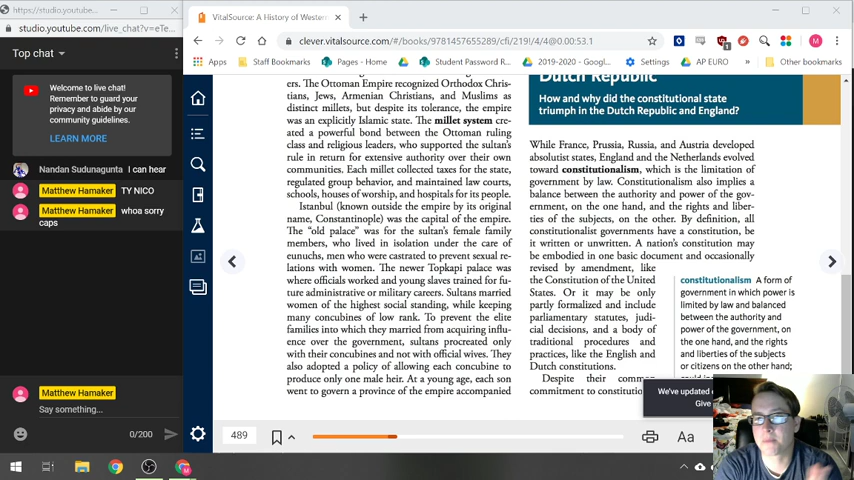 https://studio.youtube.com/live_chat?v=eTe...
studio.youtube.com/live_chat?v=e...
Top chat
Welcome to live chat!
Remember to guard your
privacy and abide by our
community guidelines.
LEARN MORE
Nandan Sudunagunta I can hear
Matthew Hamaker TY NICO
Matthew Hamaker whoa sorry
caps
Matthew Hamaker
Say something...
0/200
VitalSource: A History of Western
clever.vitalsource.com/#/books/9781457655289/cfi/219!/4/4@0:00:53.1
Apps
Staff Bookmarks
Pages - Home
Student Password R...
2019-2020 - Googl...
Settings
AP EURO
Other bookmarks
ers. The Ottoman Empire recognized Orthodox Chris-
tians, Jews, Armenian Christians, and Muslims as
distinct millets, but despite its tolerance, the empire
was an explicitly Islamic state. The millet system cre-
ated a powerful bond between the Ottoman ruling
class and religious leaders, who supported the sultan's
rule in return for extensive authority over their own
communities. Each millet collected taxes for the state,
regulated group behavior, and maintained law courts,
schools, houses of worship, and hospitals for its people.
Istanbul (known outside the empire by its original
name, Constantinople) was the capital of the empire.
The "old palace" was for the sultan's female family
members, who lived in isolation under the care of
eunuchs, men who were castrated to prevent sexual re-
lations with women. The newer Topkapi palace was
where officials worked and young slaves trained for fu-
ture administrative or military careers. Sultans married
women of the highest social standing, while keeping
many concubines of low rank. To prevent the elite
families into which they married from acquiring influ-
ence over the government, sultans procreated only
with their concubines and not with official wives. They
also adopted a policy of allowing each concubine to
produce only one male heir. At a young age, each son
went to govern a province of the empire accompanied
Dutch Republic
How and why did the constitutional state
triumph in the Dutch Republic and England?
While France, Prussia, Russia, and Austria developed
absolutist states, England and the Netherlands evolved
toward constitutionalism, which is the limitation of
government by law. Constitutionalism also implies a
balance between the authority and power of the gov-
ernment, on the one hand, and the rights and liber-
ties of the subjects, on the other. By definition, all
constitutionalist governments have a constitution, be
it written or unwritten. A nation's constitution may
be embodied in one basic document and occasionally
revised by amendment, like
the Constitution of the United
States. Or it may be only
partly formalized and include
parliamentary statutes, judi-
cial decisions, and a body of
traditional procedures and
practices, like the English and
Dutch constitutions.
Despite their common
commitment to constitutio
constitutionalism A form of
government in which power is
limited by law and balanced
between the authority and
power of the government, on
the one hand, and the rights
and liberties of the subjects
or citizens on the other hand;
We've updated
Give
489
Aa